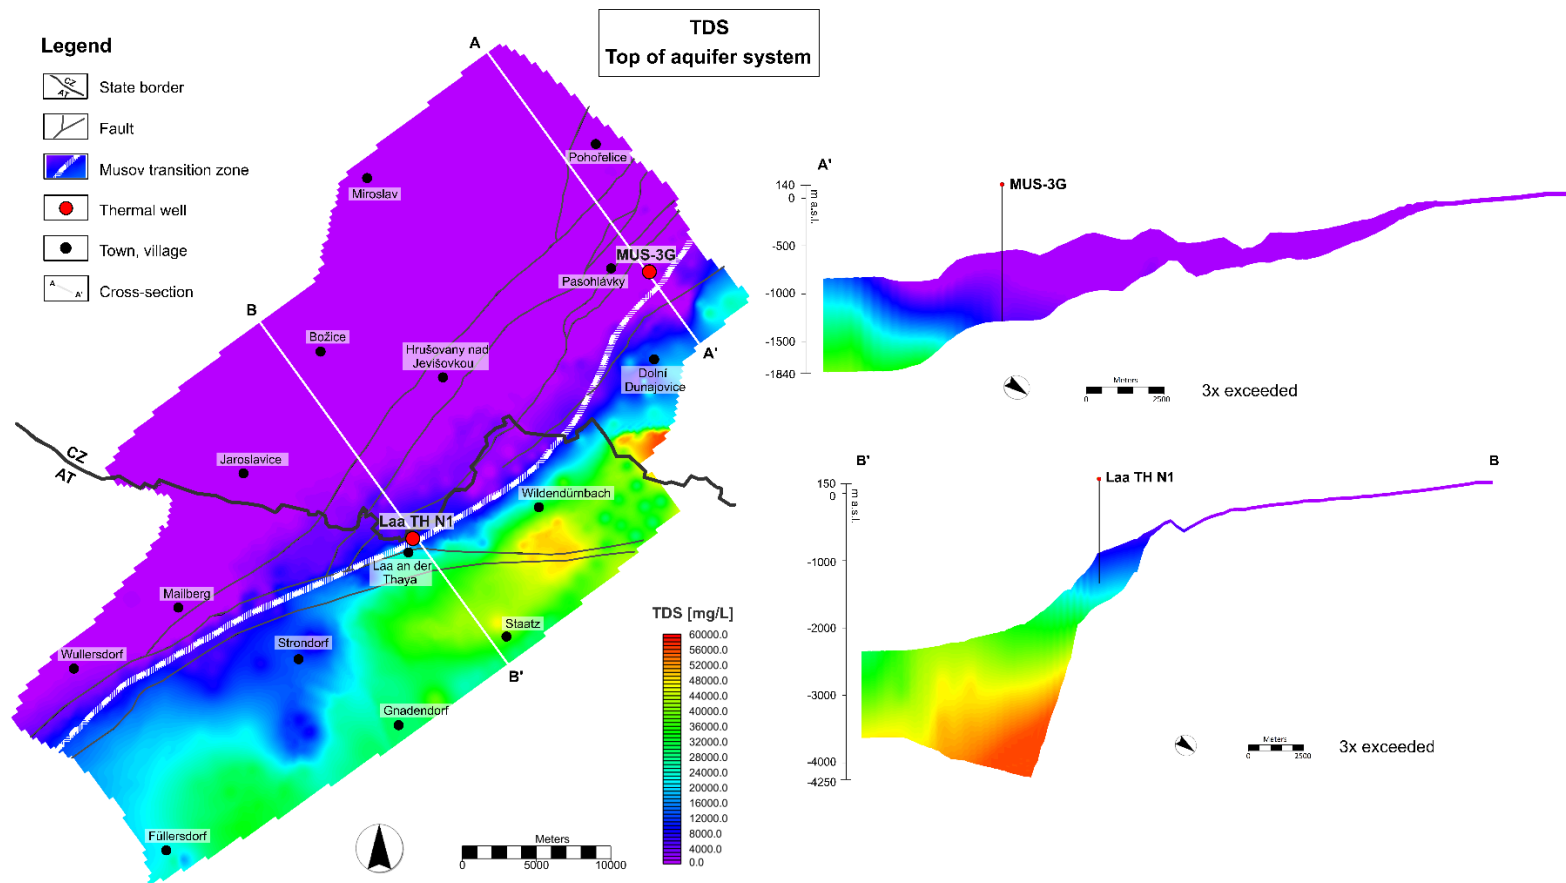 TDS
Top of aquifer system
Legend
CZ
AT
State border
Fault
Musov transition zone
Thermal well
Town, village
A
A'
Cross-section
A
Pohořelice
Miroslav
MUS-3G
Pasohlávky
B
Božice
Hrušovany nad
Jevišovkou
A'
Dolní
Dunajovice
CZ
AT
Jaroslavice
Wildendürnbach
Laa TH N1
Laa an der
Thaya
Mailberg
Strondorf
Staatz
Wullersdorf
B'
Gnadendorf
Füllersdorf
Meters
0 5000 10000
TDS [mg/L]
60000.0
56000.0
52000.0
48000.0
44000.0
40000.0
36000.0
32000.0
28000.0
24000.0
20000.0
16000.0
12000.0
8000.0
4000.0
0.0
A'
MUS-3G
140
0
-500
-1000
-1500
-1840
m a.s.l.
Meters
0 2500
3x exceeded
B'
B
Laa TH N1
150
0
-1000
-2000
-3000
-4000
-4250
m a.s.l.
Meters
0 2500
3x exceeded